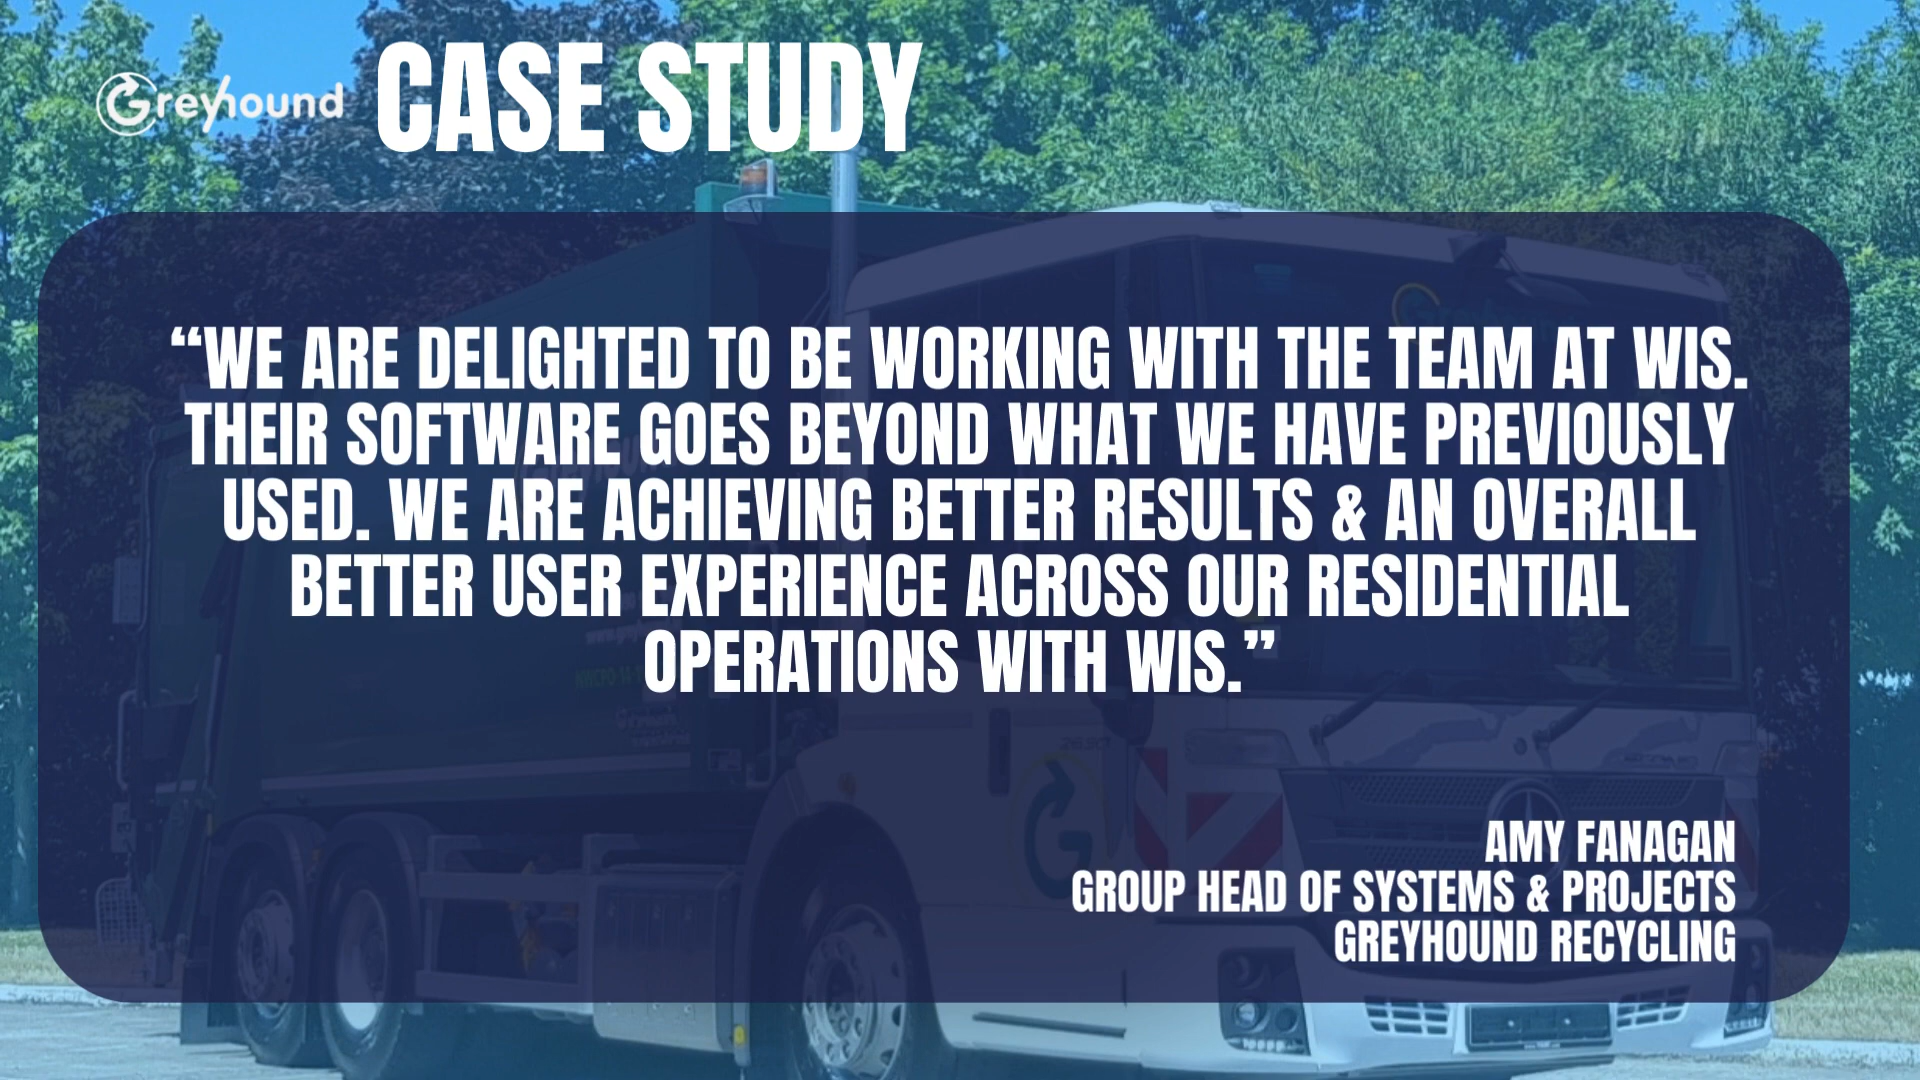 Greyhound CASE STUDY
“WE ARE DELIGHTED TO BE WORKING WITH THE TEAM AT WIS.
THEIR SOFTWARE GOES BEYOND WHAT WE HAVE PREVIOUSLY
USED. WE ARE ACHIEVING BETTER RESULTS & AN OVERALL
BETTER USER EXPERIENCE ACROSS OUR RESIDENTIAL
OPERATIONS WITH WIS.”
AMY FANAGAN
GROUP HEAD OF SYSTEMS & PROJECTS
GREYHOUND RECYCLING